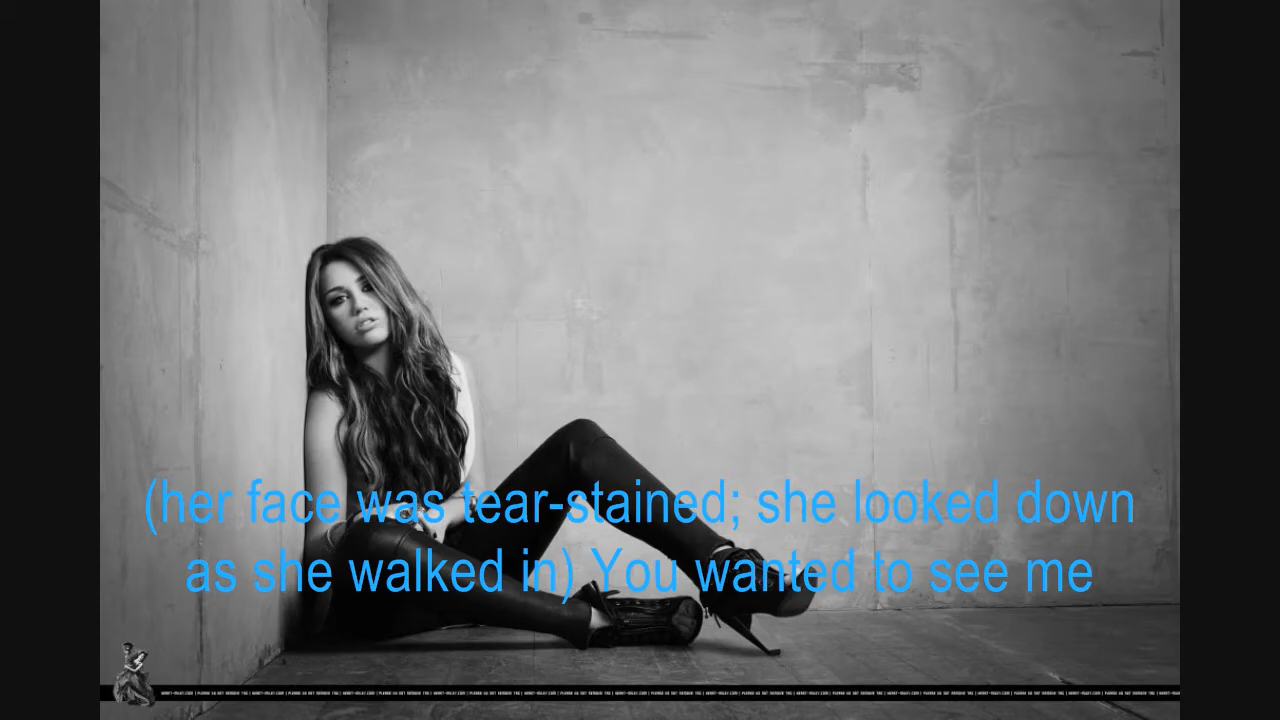 (her face was tear-stained; she looked down
as she walked in) You wanted to see me